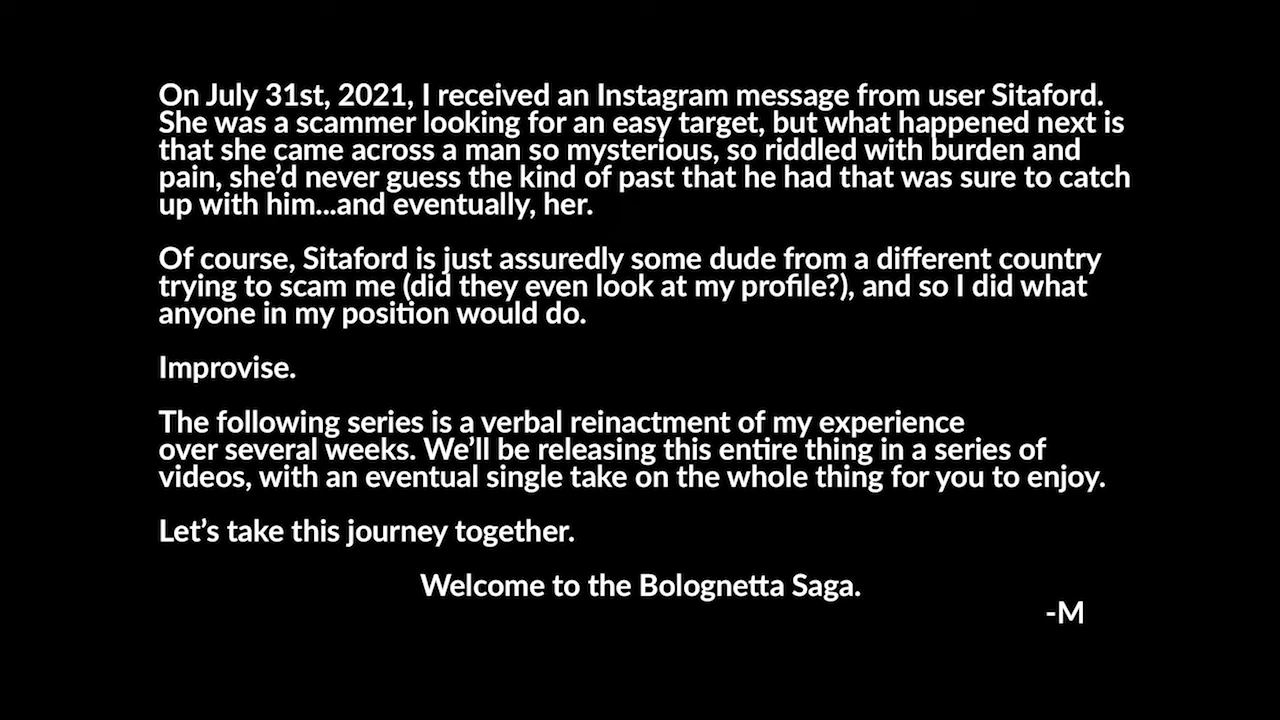 On July 31st, 2021, I received an Instagram message from user Sitaford.
She was a scammer looking for an easy target, but what happened next is
that she came across a man so mysterious, so riddled with burden and
pain, she’d never guess the kind of past that he had that was sure to catch
up with him...and eventually, her.
Of course, Sitaford is just assuredly some dude from a different country
trying to scam me (did they even look at my profile?), and so I did what
anyone in my position would do.
Improvise.
The following series is a verbal reinactment of my experience
over several weeks. We’ll be releasing this entire thing in a series of
videos, with an eventual single take on the whole thing for you to enjoy.
Let’s take this journey together.
Welcome to the Bolognetta Saga.
-M